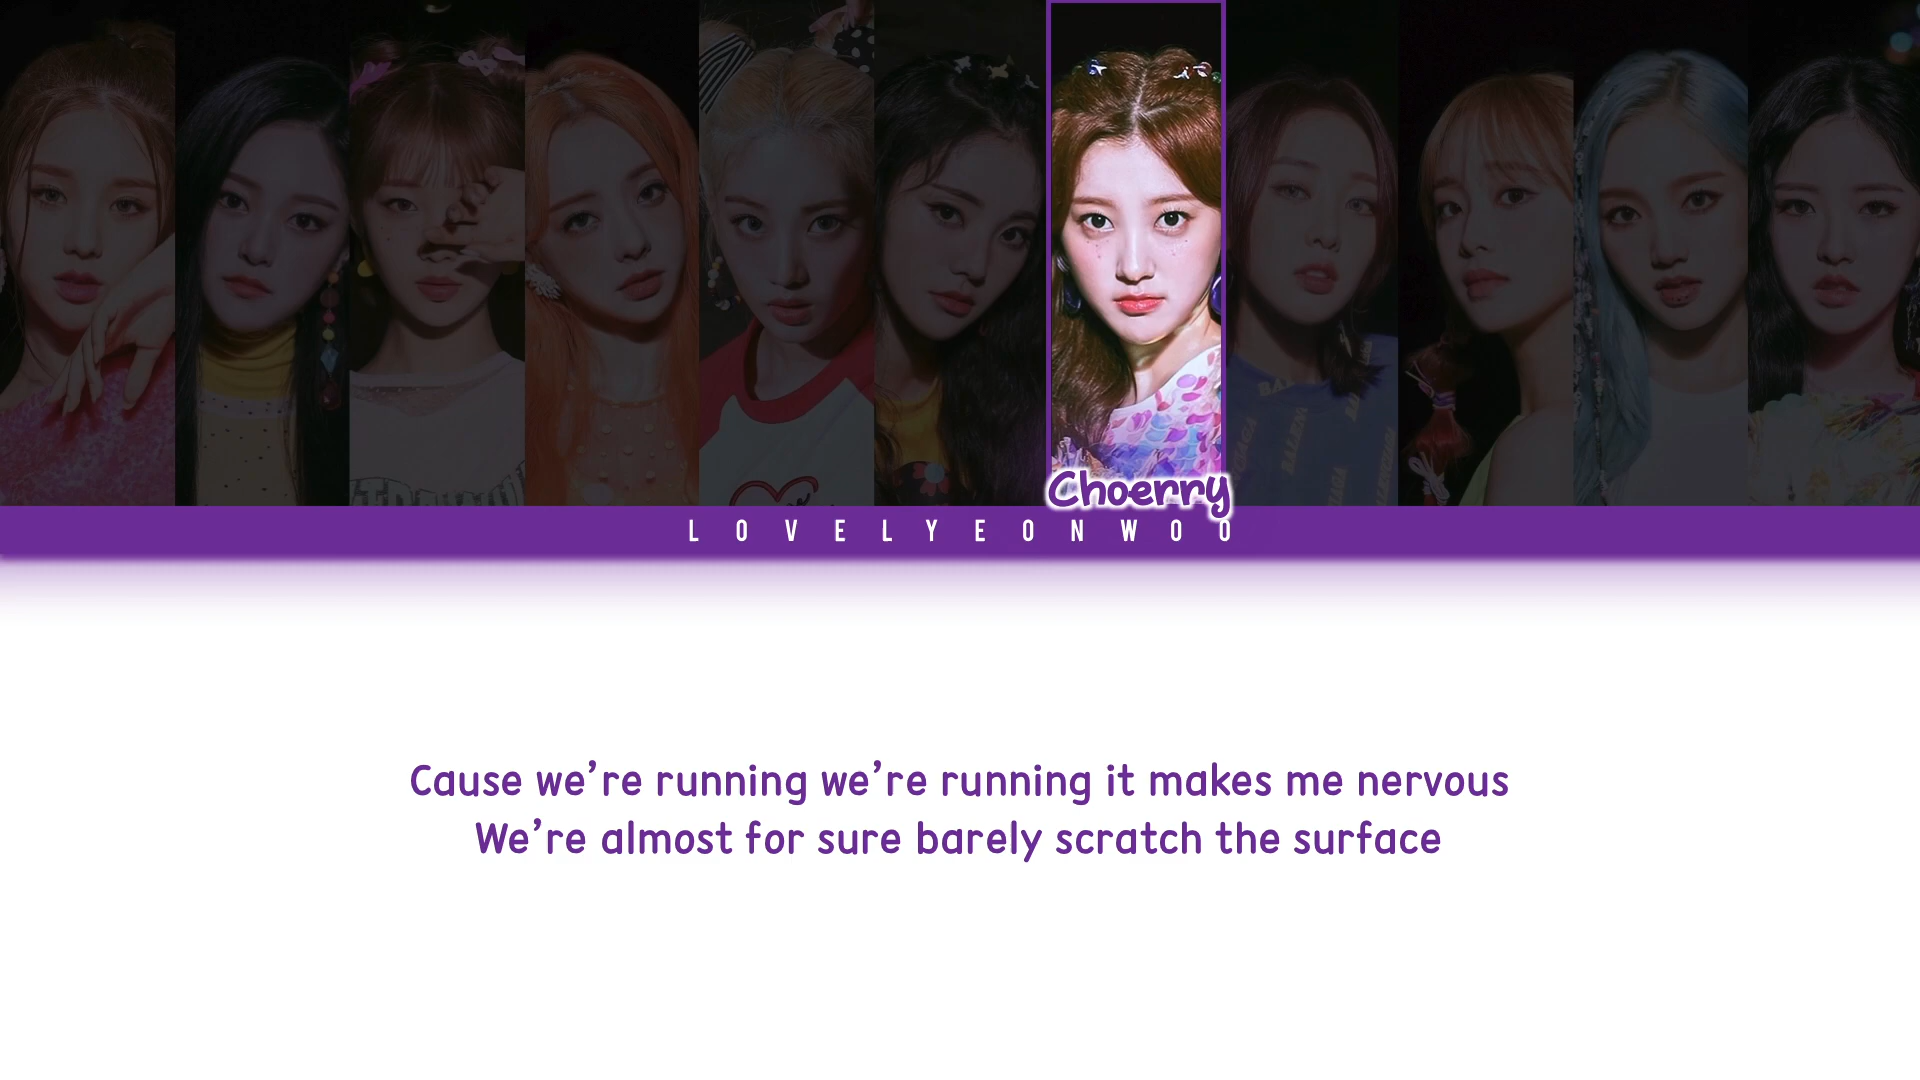 Choerry
LOVELYEONWOO
Cause we’re running we’re running it makes me nervous
We’re almost for sure barely scratch the surface